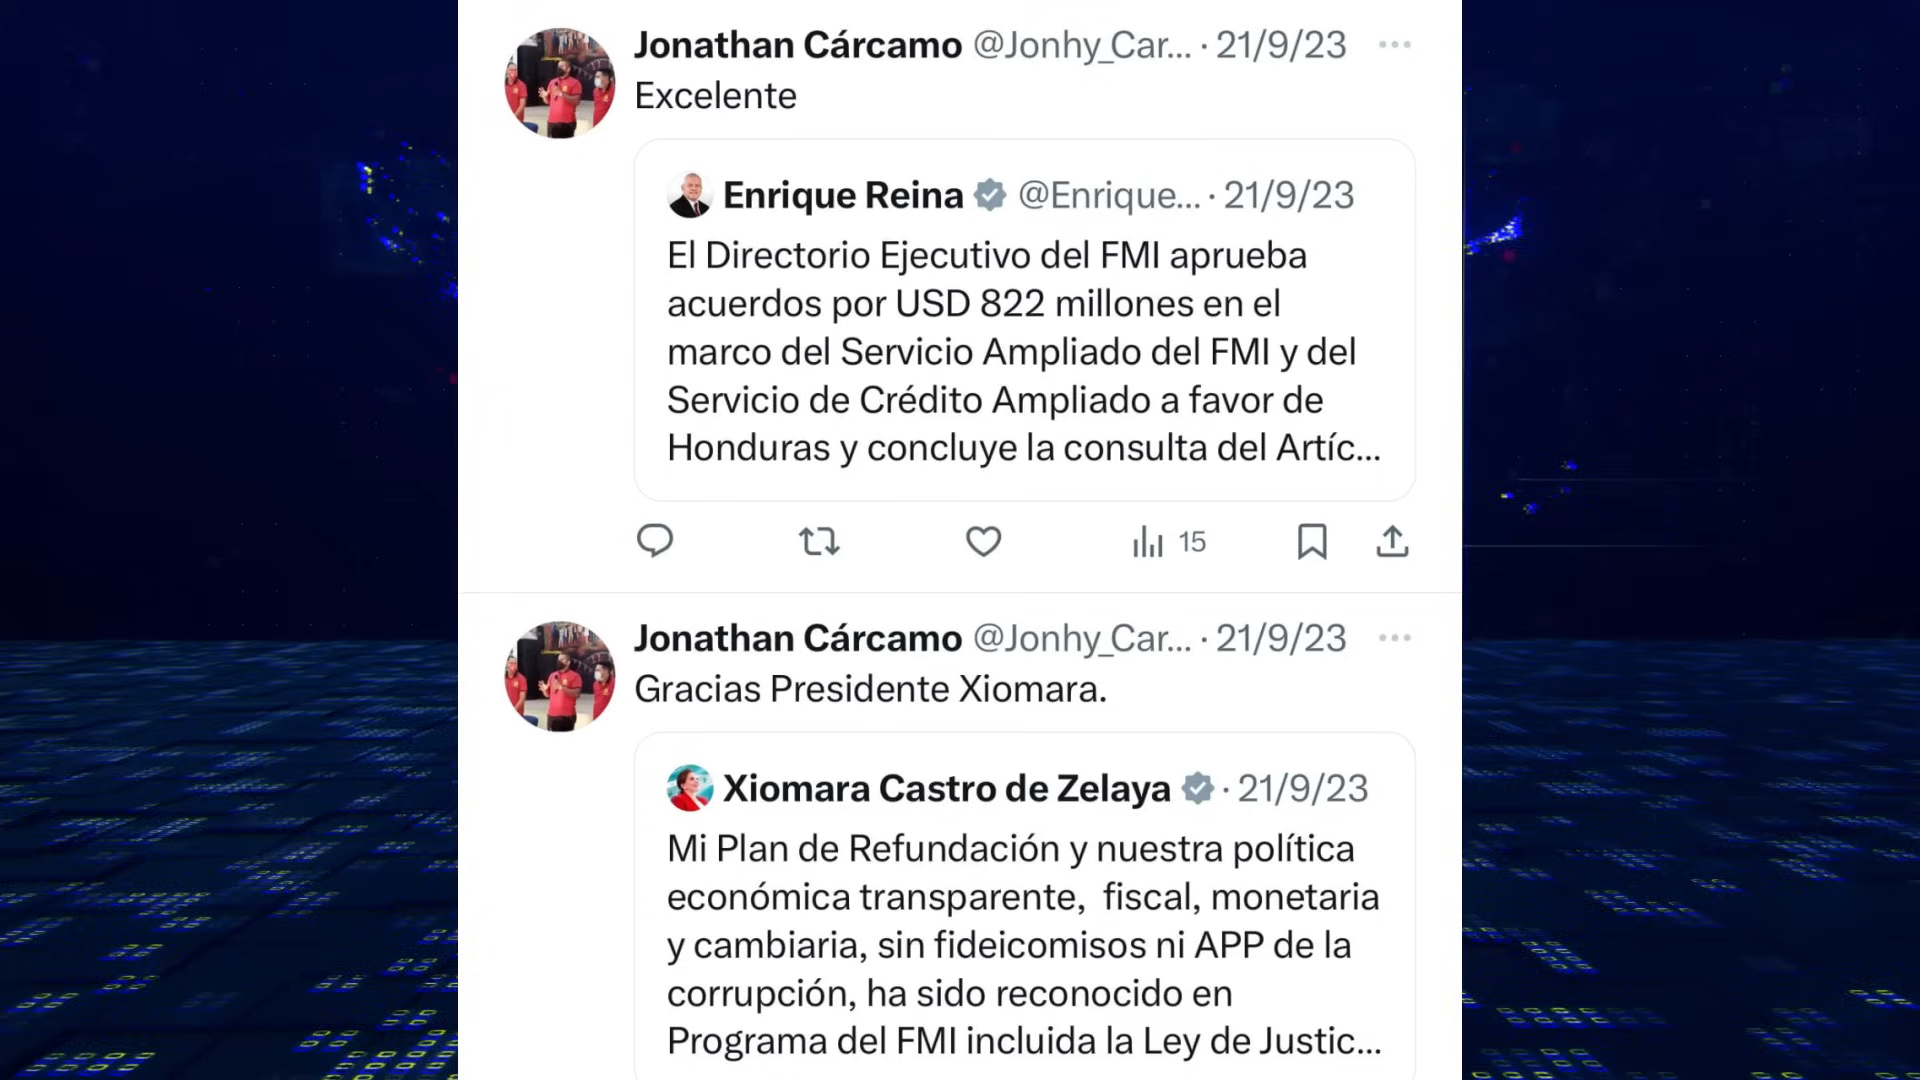 Jonathan Cárcamo @Jonhy_Car... · 21/9/23
Excelente
Enrique Reina @Enrique... · 21/9/23
El Directorio Ejecutivo del FMI aprueba
acuerdos por USD 822 millones en el
marco del Servicio Ampliado del FMI y del
Servicio de Crédito Ampliado a favor de
Honduras y concluye la consulta del Artíc...
15
Jonathan Cárcamo @Jonhy_Car... · 21/9/23
Gracias Presidente Xiomara.
Xiomara Castro de Zelaya · 21/9/23
Mi Plan de Refundación y nuestra política
económica transparente,  fiscal, monetaria
y cambiaria, sin fideicomisos ni APP de la
corrupción, ha sido reconocido en
Programa del FMI incluida la Ley de Justic...